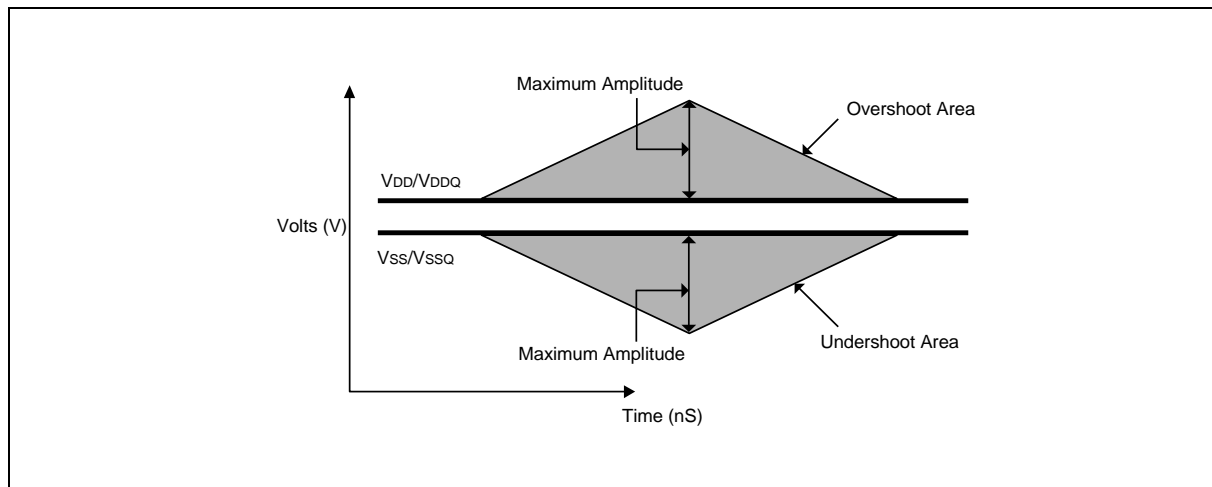 Maximum Amplitude
Overshoot Area
VDD/VDDQ
Volts (V)
VSS/VSSQ
Undershoot Area
Maximum Amplitude
Time (nS)